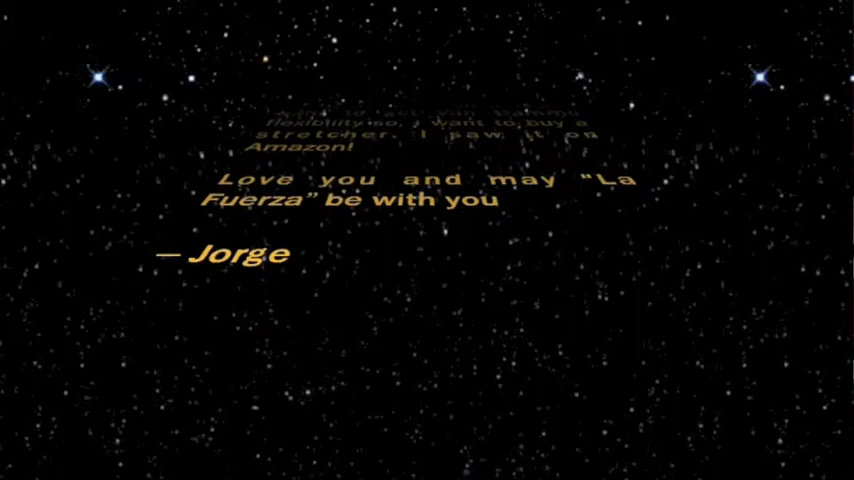 flexibility so, I want to buy a
stretcher. I saw it on
Amazon!
Love you and may “La
Fuerza” be with you
— Jorge